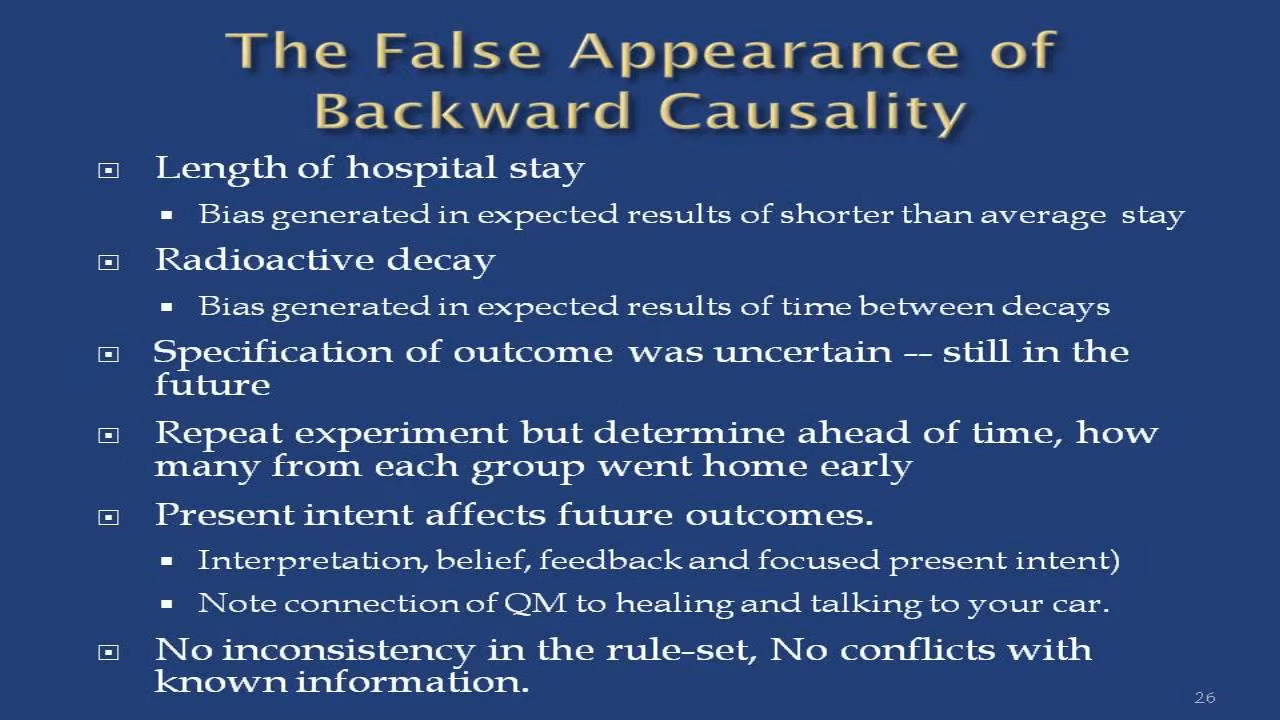 The False Appearance of
Backward Causality
Length of hospital stay
Bias generated in expected results of shorter than average stay
Radioactive decay
Bias generated in expected results of time between decays
Specification of outcome was uncertain -- still in the
future
Repeat experiment but determine ahead of time, how
many from each group went home early
Present intent affects future outcomes.
Interpretation, belief, feedback and focused present intent)
Note connection of QM to healing and talking to your car.
No inconsistency in the rule-set, No conflicts with
known information.
26